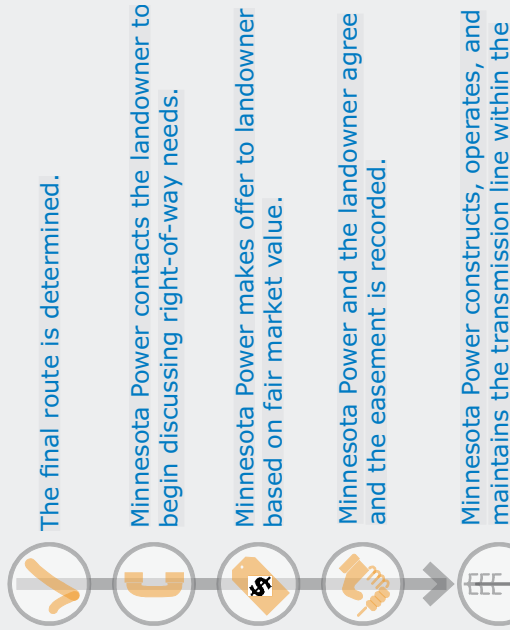 The final route is determined.
Minnesota Power contacts the landowner to
begin discussing right-of-way needs.
$
Minnesota Power makes offer to landowner
based on fair market value.
Minnesota Power and the landowner agree
and the easement is recorded.
Minnesota Power constructs, operates, and
maintains the transmission line within the